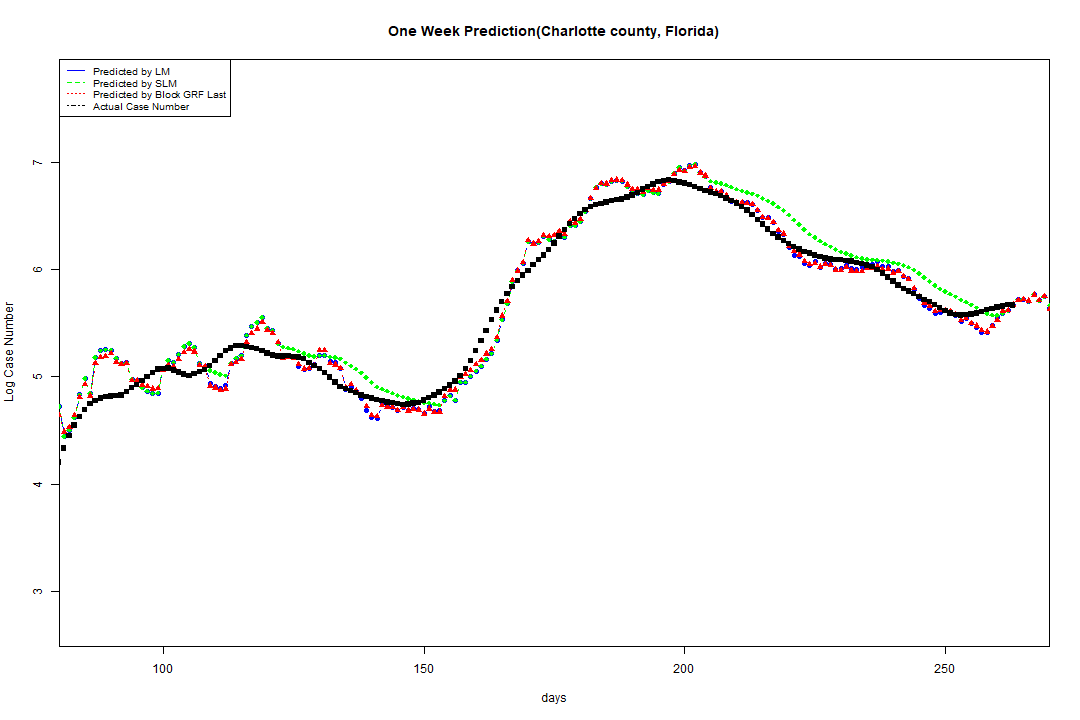 One Week Prediction(Charlotte county, Florida)
Predicted by LM
Predicted by SLM
Predicted by Block GRF Last
Actual Case Number
7
6
5
4
3
Log Case Number
100 150 200 250
days